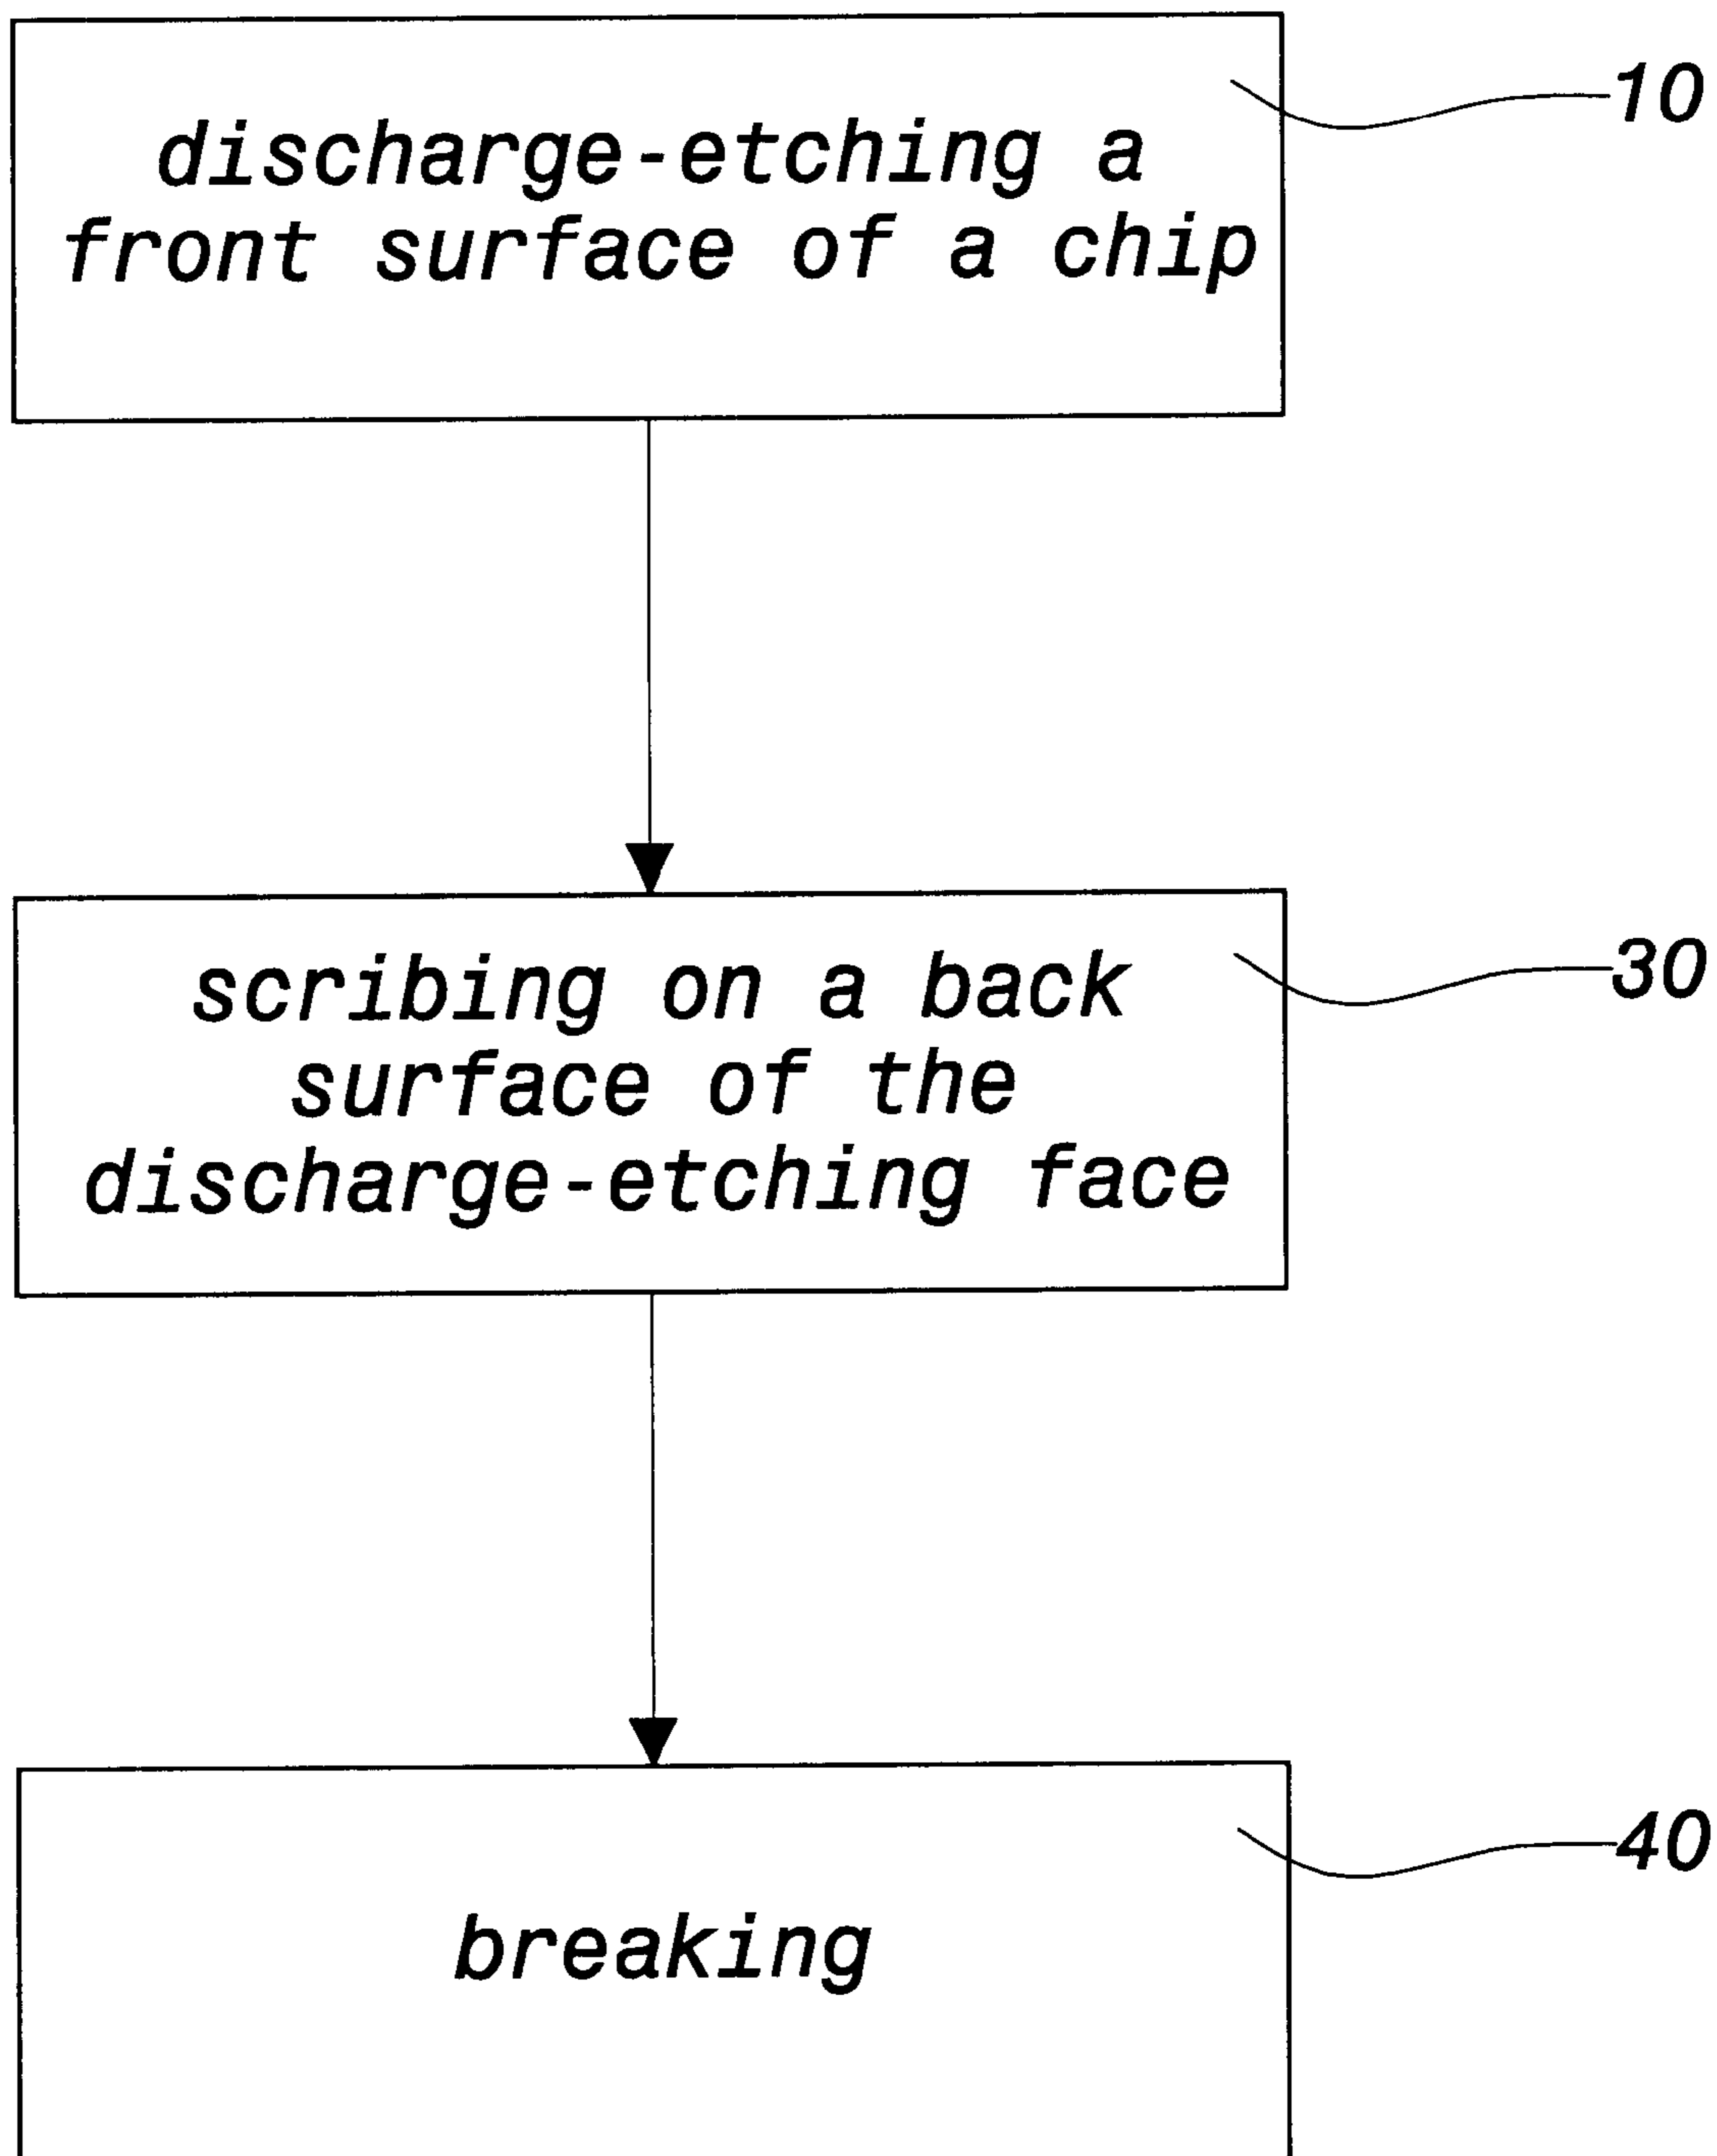 discharge-etching a
front surface of a chip
10
scribing on a back
surface of the
discharge-etching face
30
breaking
40